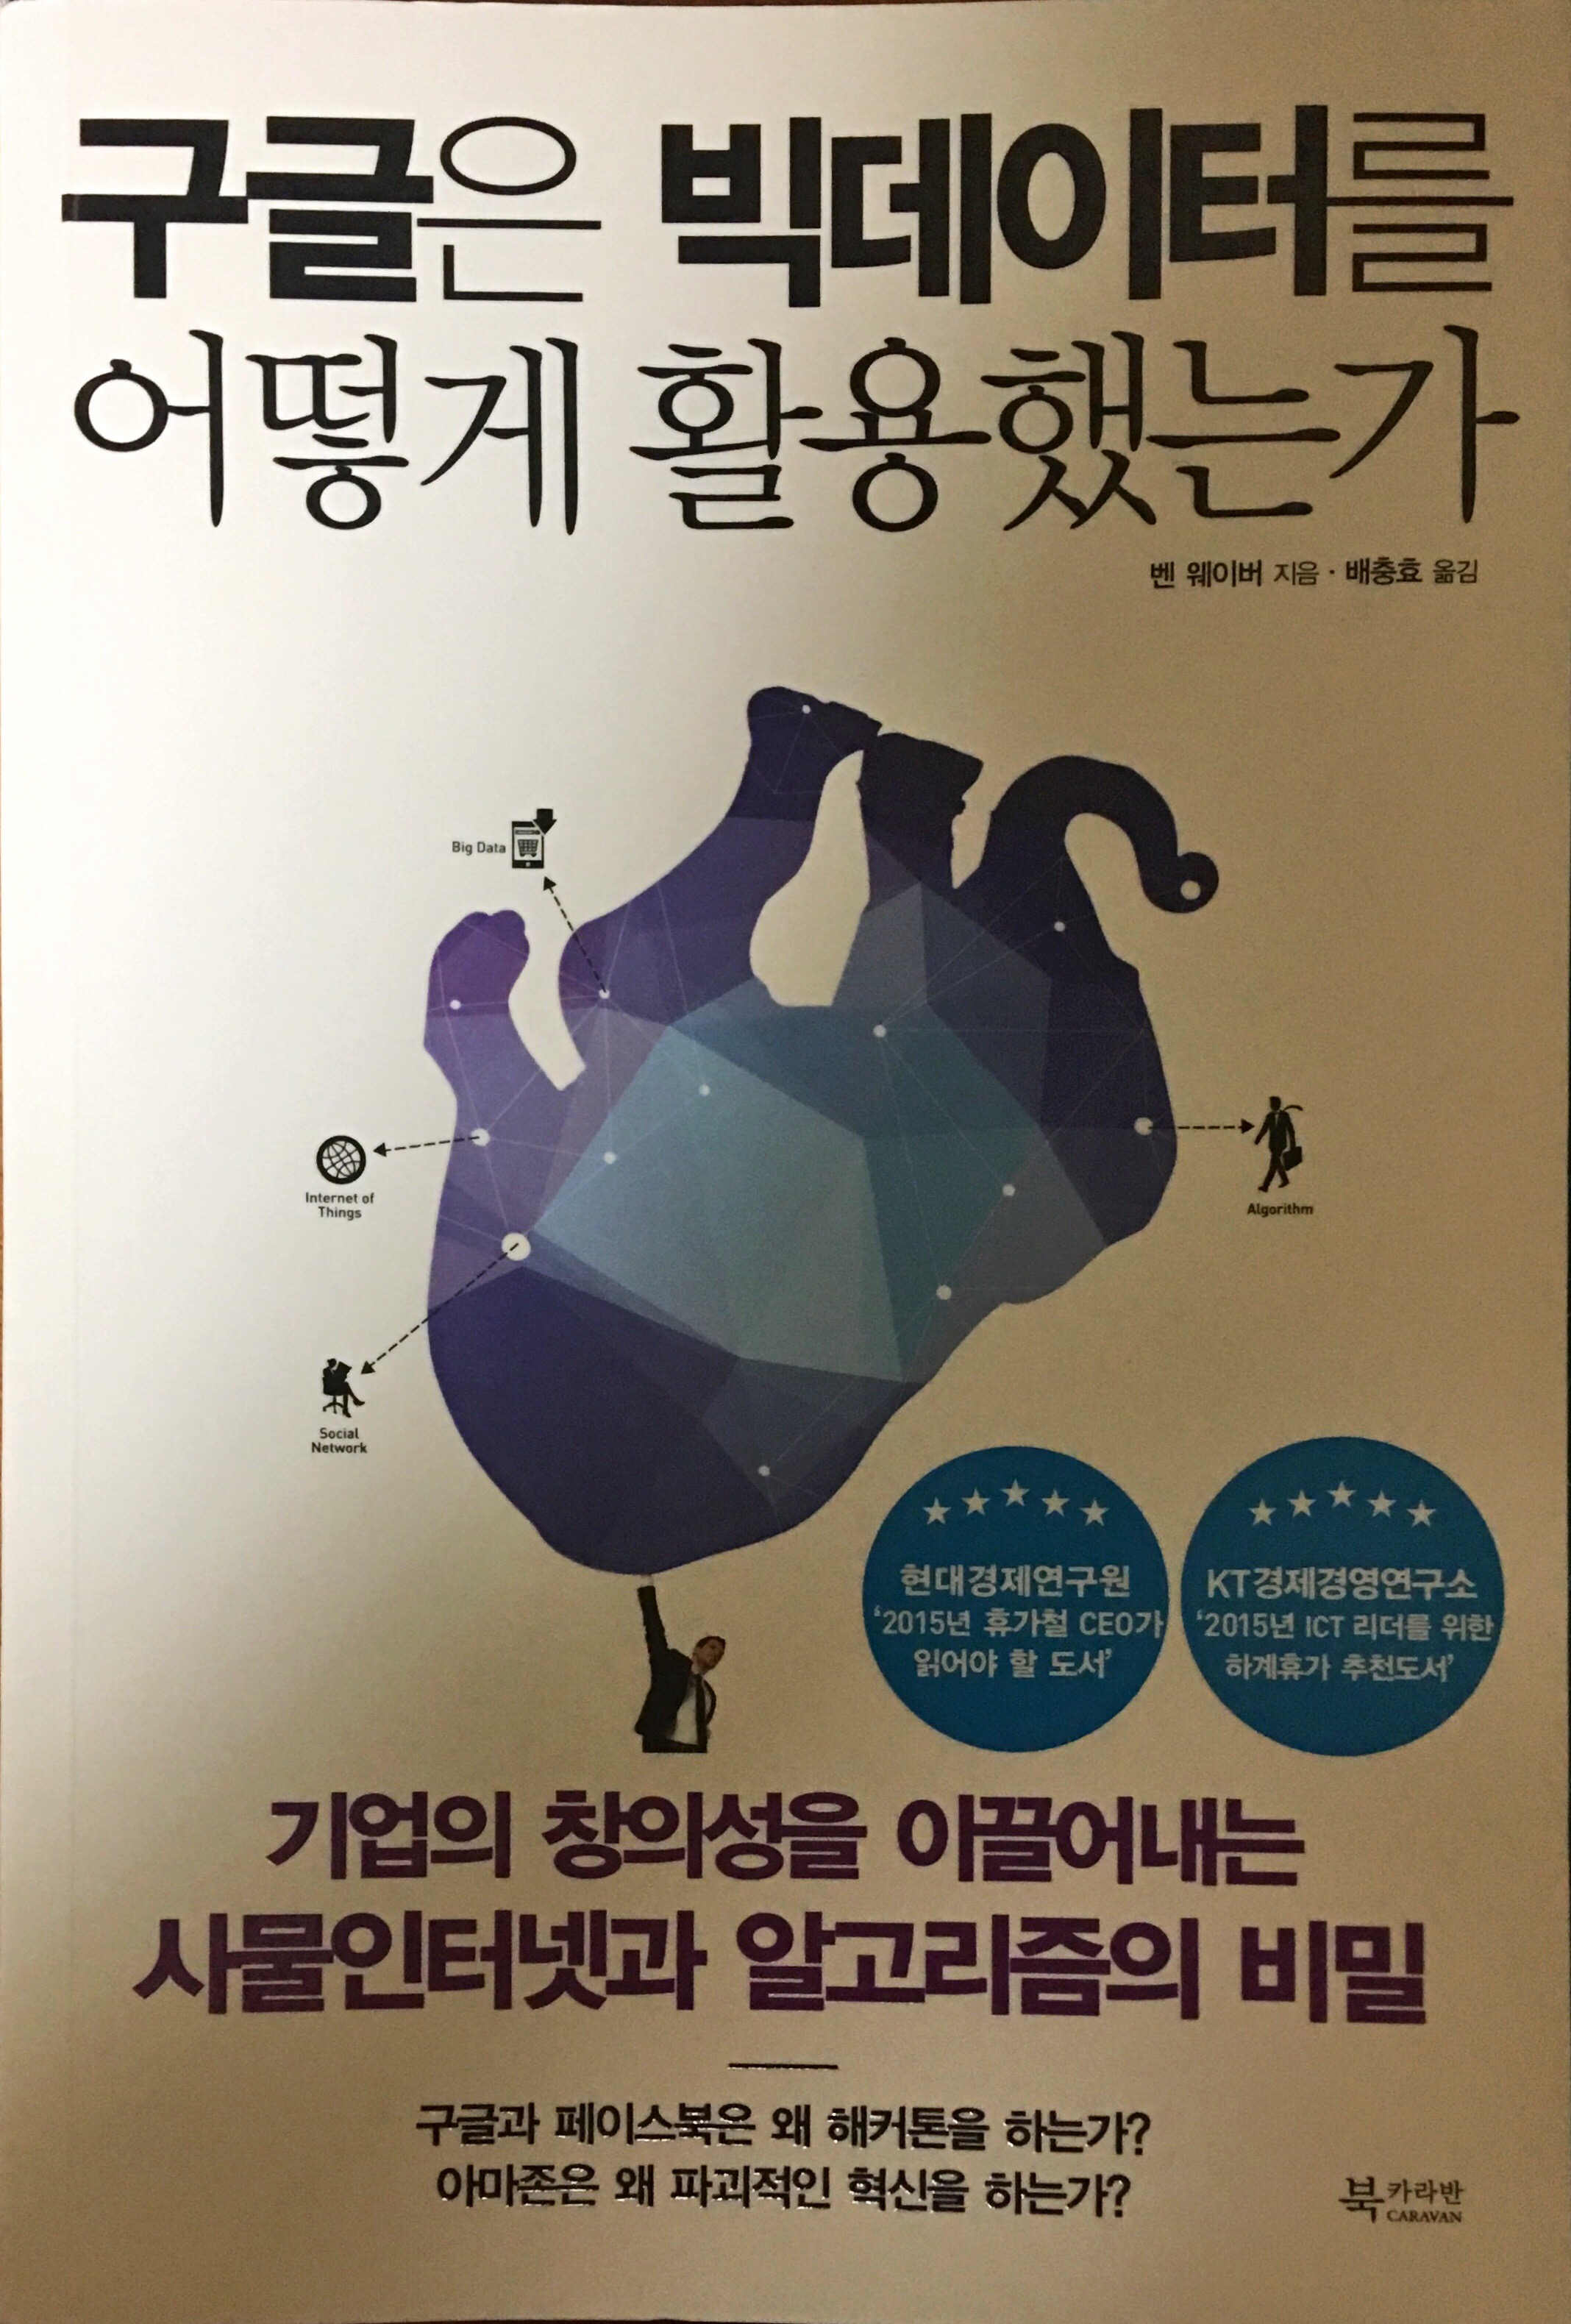 구글은 빅데이터를
어떻게 활용했는가
벤 웨이버 지음 · 배충효 옮김
Big Data
Internet of
Things
Algorithm
Social
Network
★★★★★
현대경제연구원
‘2015년 휴가철 CEO가
읽어야 할 도서’
★★★★★
KT경제경영연구소
‘2015년 ICT 리더를 위한
하계휴가 추천도서’
기업의 창의성을 이끌어내는
사물인터넷과 알고리즘의 비밀
구글과 페이스북은 왜 해커톤을 하는가?
아마존은 왜 파괴적인 혁신을 하는가?
북카라반
CARAVAN